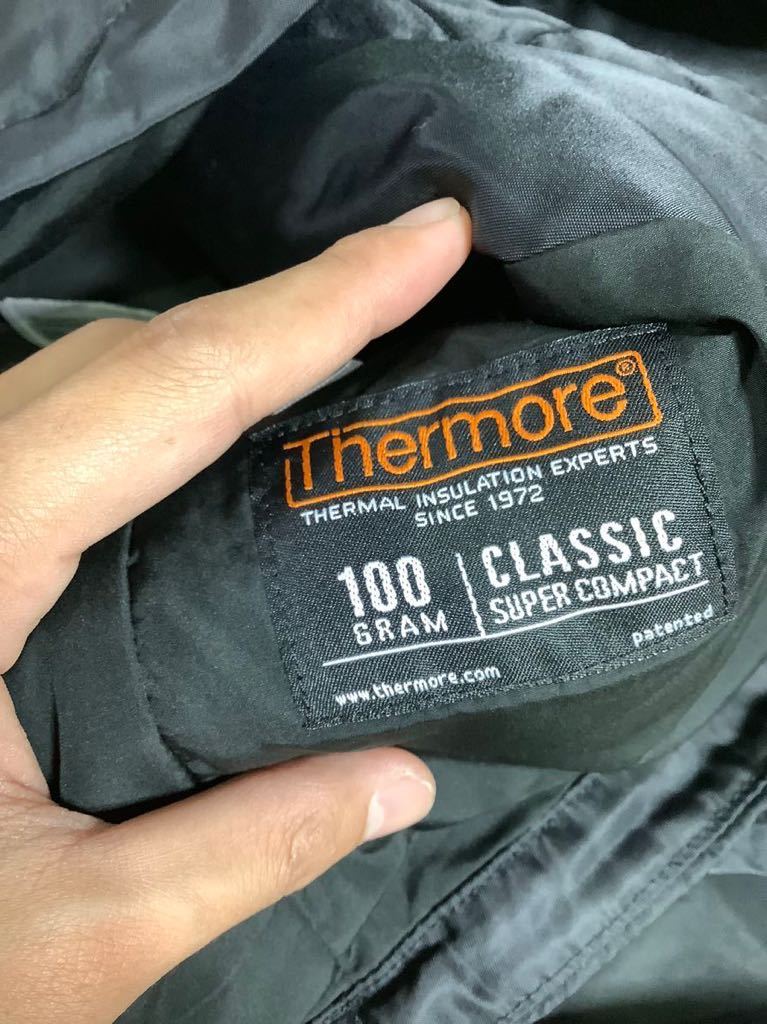 Thermore®
THERMAL INSULATION EXPERTS
SINCE 1972
100
GRAM
CLASSIC
SUPER COMPACT
Patented
www.thermore.com